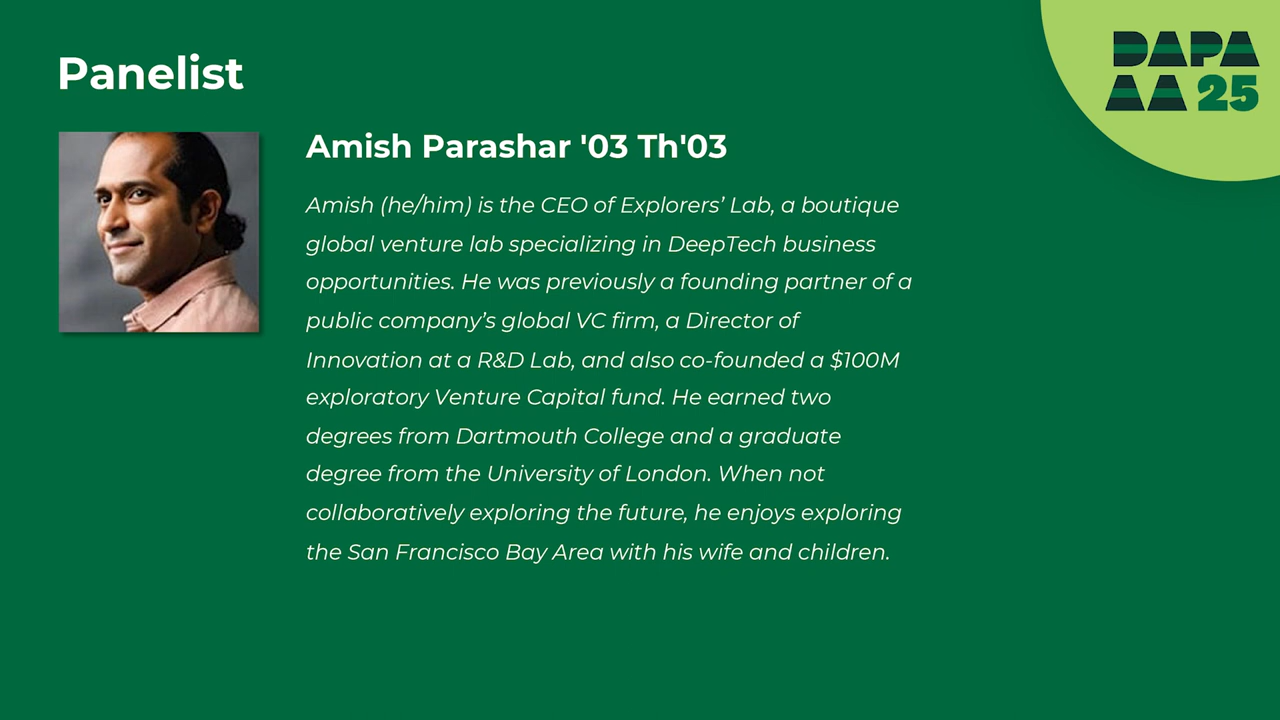 Panelist
DAPA
AA 25
Amish Parashar '03 Th'03
Amish (he/him) is the CEO of Explorers’ Lab, a boutique
global venture lab specializing in DeepTech business
opportunities. He was previously a founding partner of a
public company’s global VC firm, a Director of
Innovation at a R&D Lab, and also co-founded a $100M
exploratory Venture Capital fund. He earned two
degrees from Dartmouth College and a graduate
degree from the University of London. When not
collaboratively exploring the future, he enjoys exploring
the San Francisco Bay Area with his wife and children.